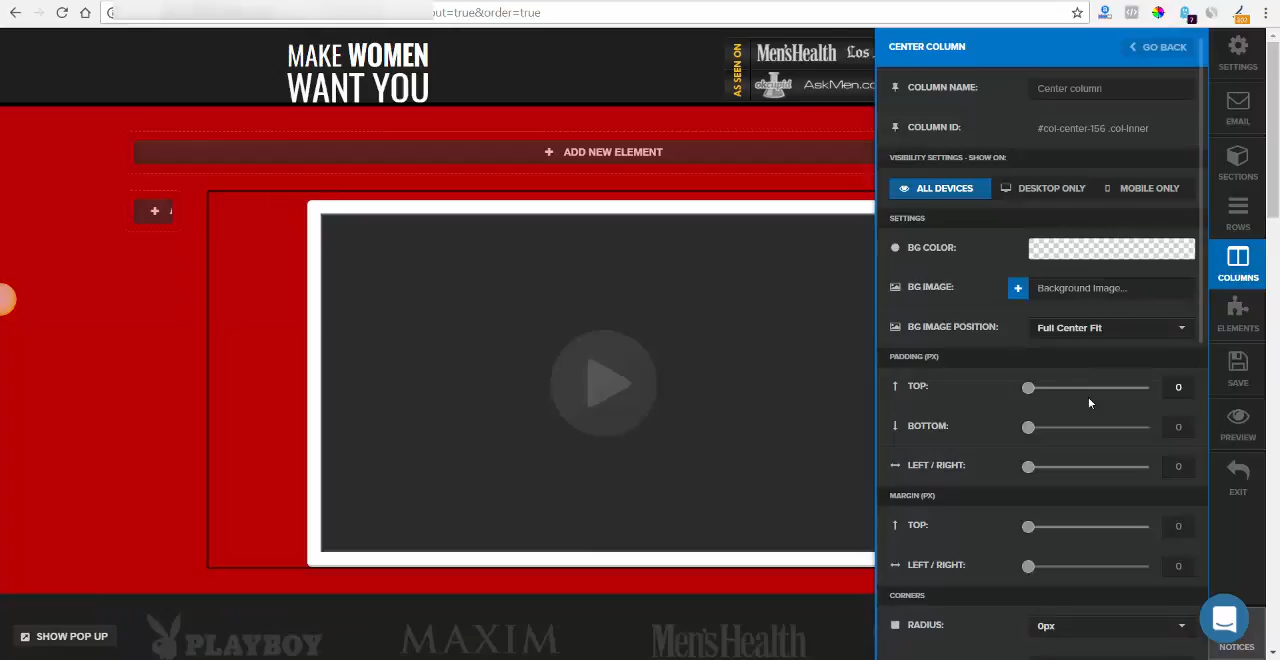 out=true&order=true
7
102
MAKE WOMEN
WANT YOU
AS SEEN ON
Men'sHealth Los
okcupid AskMen.co
CENTER COLUMN
GO BACK
COLUMN NAME: Center column
COLUMN ID: #col-center-156 .col-inner
VISIBILITY SETTINGS - SHOW ON:
ALL DEVICES DESKTOP ONLY MOBILE ONLY
SETTINGS
BG COLOR:
BG IMAGE: + Background Image...
BG IMAGE POSITION: Full Center Fit
PADDING (PX)
TOP: 0
BOTTOM: 0
LEFT / RIGHT: 0
MARGIN (PX)
TOP: 0
LEFT / RIGHT: 0
CORNERS
RADIUS: 0px
SETTINGS
EMAIL
SECTIONS
ROWS
COLUMNS
ELEMENTS
SAVE
PREVIEW
EXIT
NOTICES
+ ADD NEW ELEMENT
+
SHOW POP UP
PLAYBOY
MAXIM
Men'sHealth